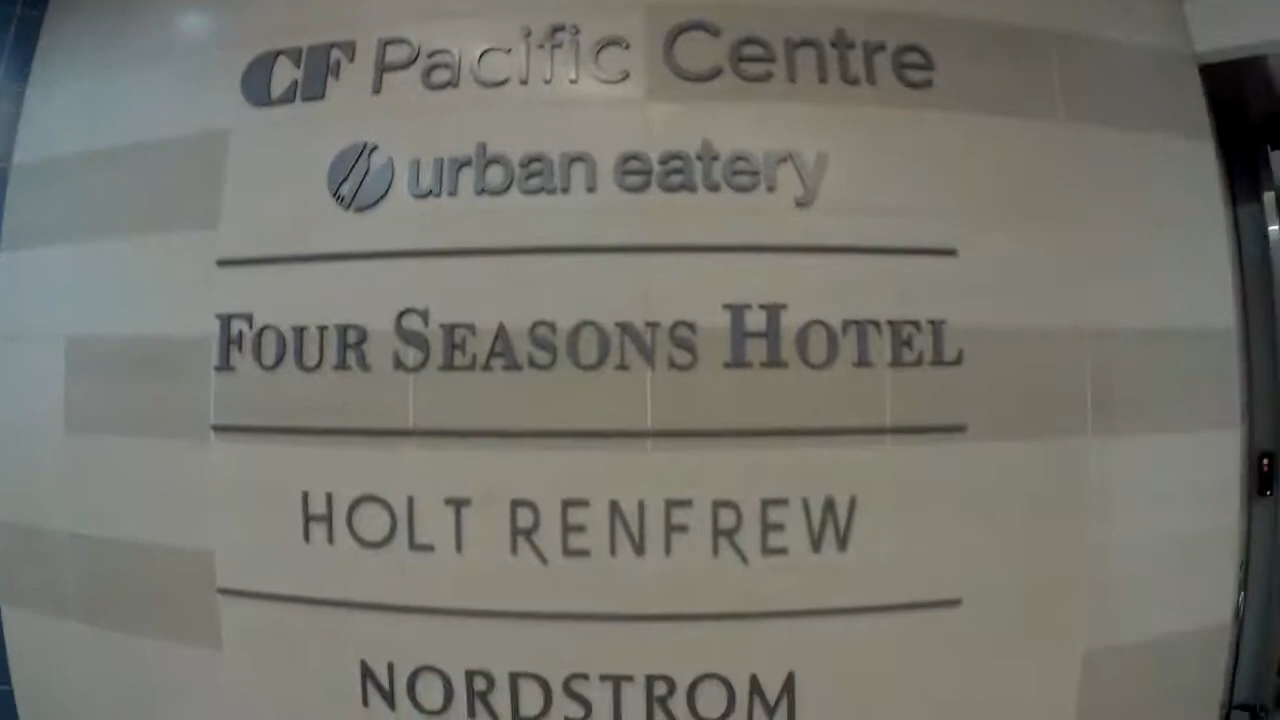 CF Pacific Centre
urban eatery
FOUR SEASONS HOTEL
HOLT RENFREW
NORDSTROM